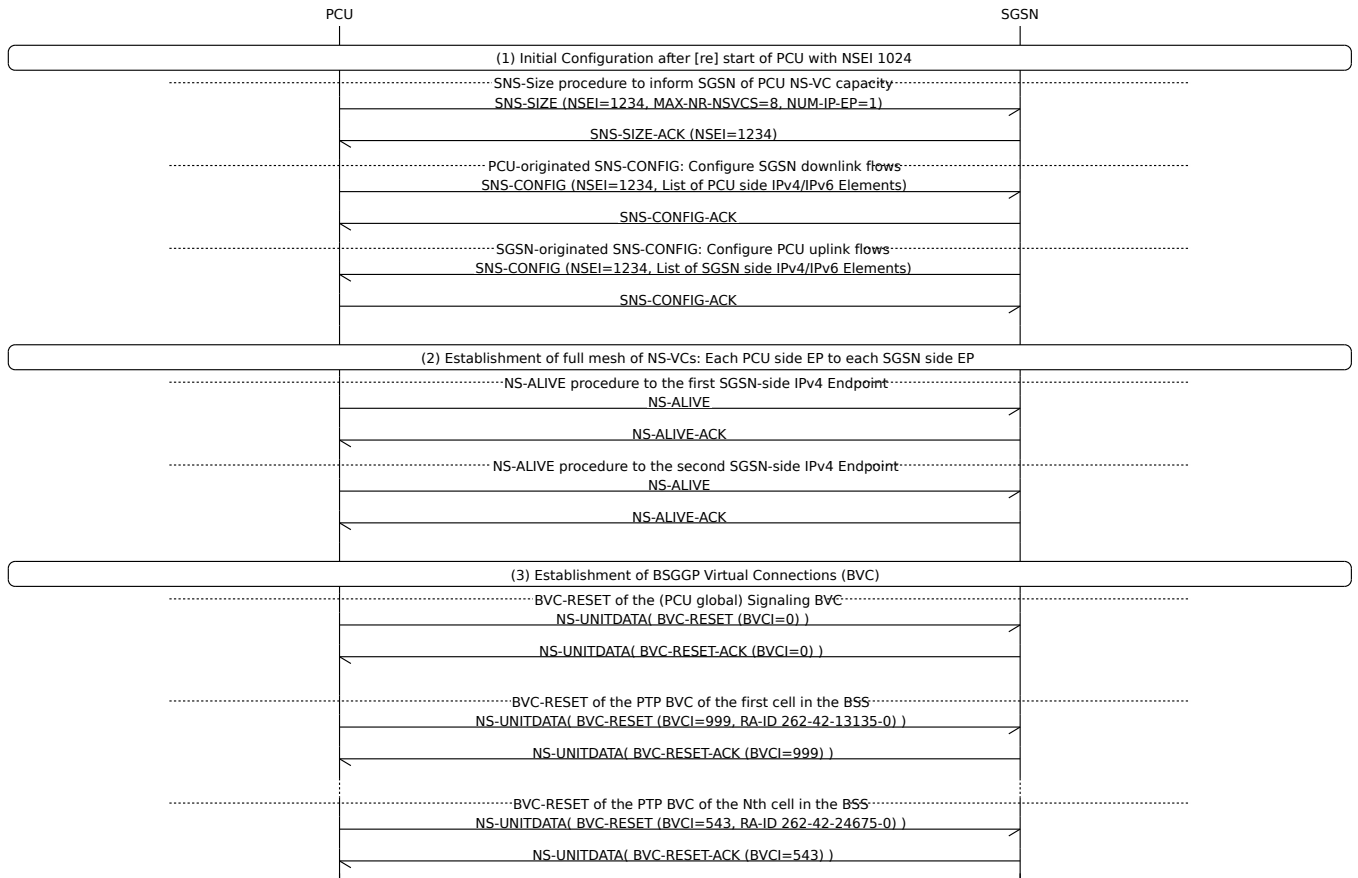 PCU SGSN
(1) Initial Configuration after [re] start of PCU with NSEI 1024
SNS-Size procedure to inform SGSN of PCU NS-VC capacity
SNS-SIZE (NSEI=1234, MAX-NR-NSVCS=8, NUM-IP-EP=1)
SNS-SIZE-ACK (NSEI=1234)
PCU-originated SNS-CONFIG: Configure SGSN downlink flows
SNS-CONFIG (NSEI=1234, List of PCU side IPv4/IPv6 Elements)
SNS-CONFIG-ACK
SGSN-originated SNS-CONFIG: Configure PCU uplink flows
SNS-CONFIG (NSEI=1234, List of SGSN side IPv4/IPv6 Elements)
SNS-CONFIG-ACK
(2) Establishment of full mesh of NS-VCs: Each PCU side EP to each SGSN side EP
NS-ALIVE procedure to the first SGSN-side IPv4 Endpoint
NS-ALIVE
NS-ALIVE-ACK
NS-ALIVE procedure to the second SGSN-side IPv4 Endpoint
NS-ALIVE
NS-ALIVE-ACK
(3) Establishment of BSGGP Virtual Connections (BVC)
BVC-RESET of the (PCU global) Signaling BVC
NS-UNITDATA( BVC-RESET (BVCI=0) )
NS-UNITDATA( BVC-RESET-ACK (BVCI=0) )
BVC-RESET of the PTP BVC of the first cell in the BSS
NS-UNITDATA( BVC-RESET (BVCI=999, RA-ID 262-42-13135-0) )
NS-UNITDATA( BVC-RESET-ACK (BVCI=999) )
BVC-RESET of the PTP BVC of the Nth cell in the BSS
NS-UNITDATA( BVC-RESET (BVCI=543, RA-ID 262-42-24675-0) )
NS-UNITDATA( BVC-RESET-ACK (BVCI=543) )